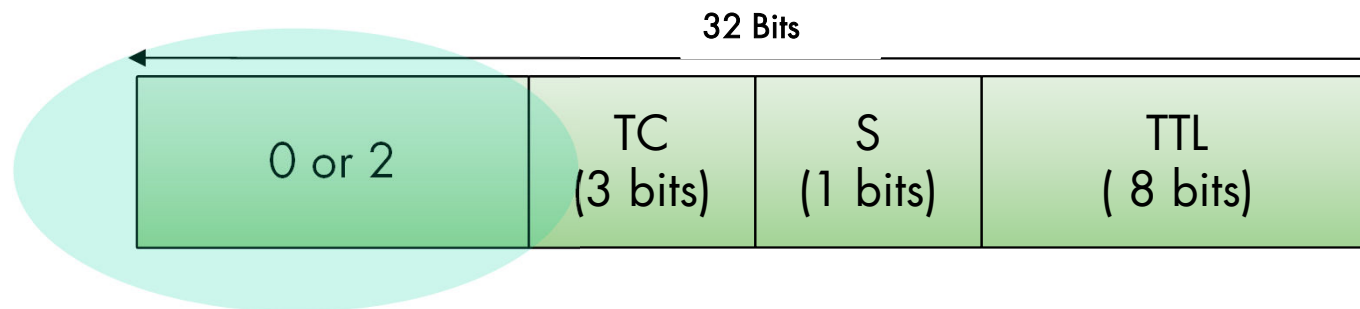 32 Bits
0 or 2
TC
(3 bits)
S
(1 bits)
TTL
( 8 bits)